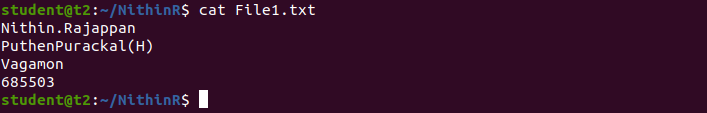 student@t2:~/NithinR$ cat File1.txt
Nithin.Rajappan
PuthenPurackal(H)
Vagamon
685503
student@t2:~/NithinR$